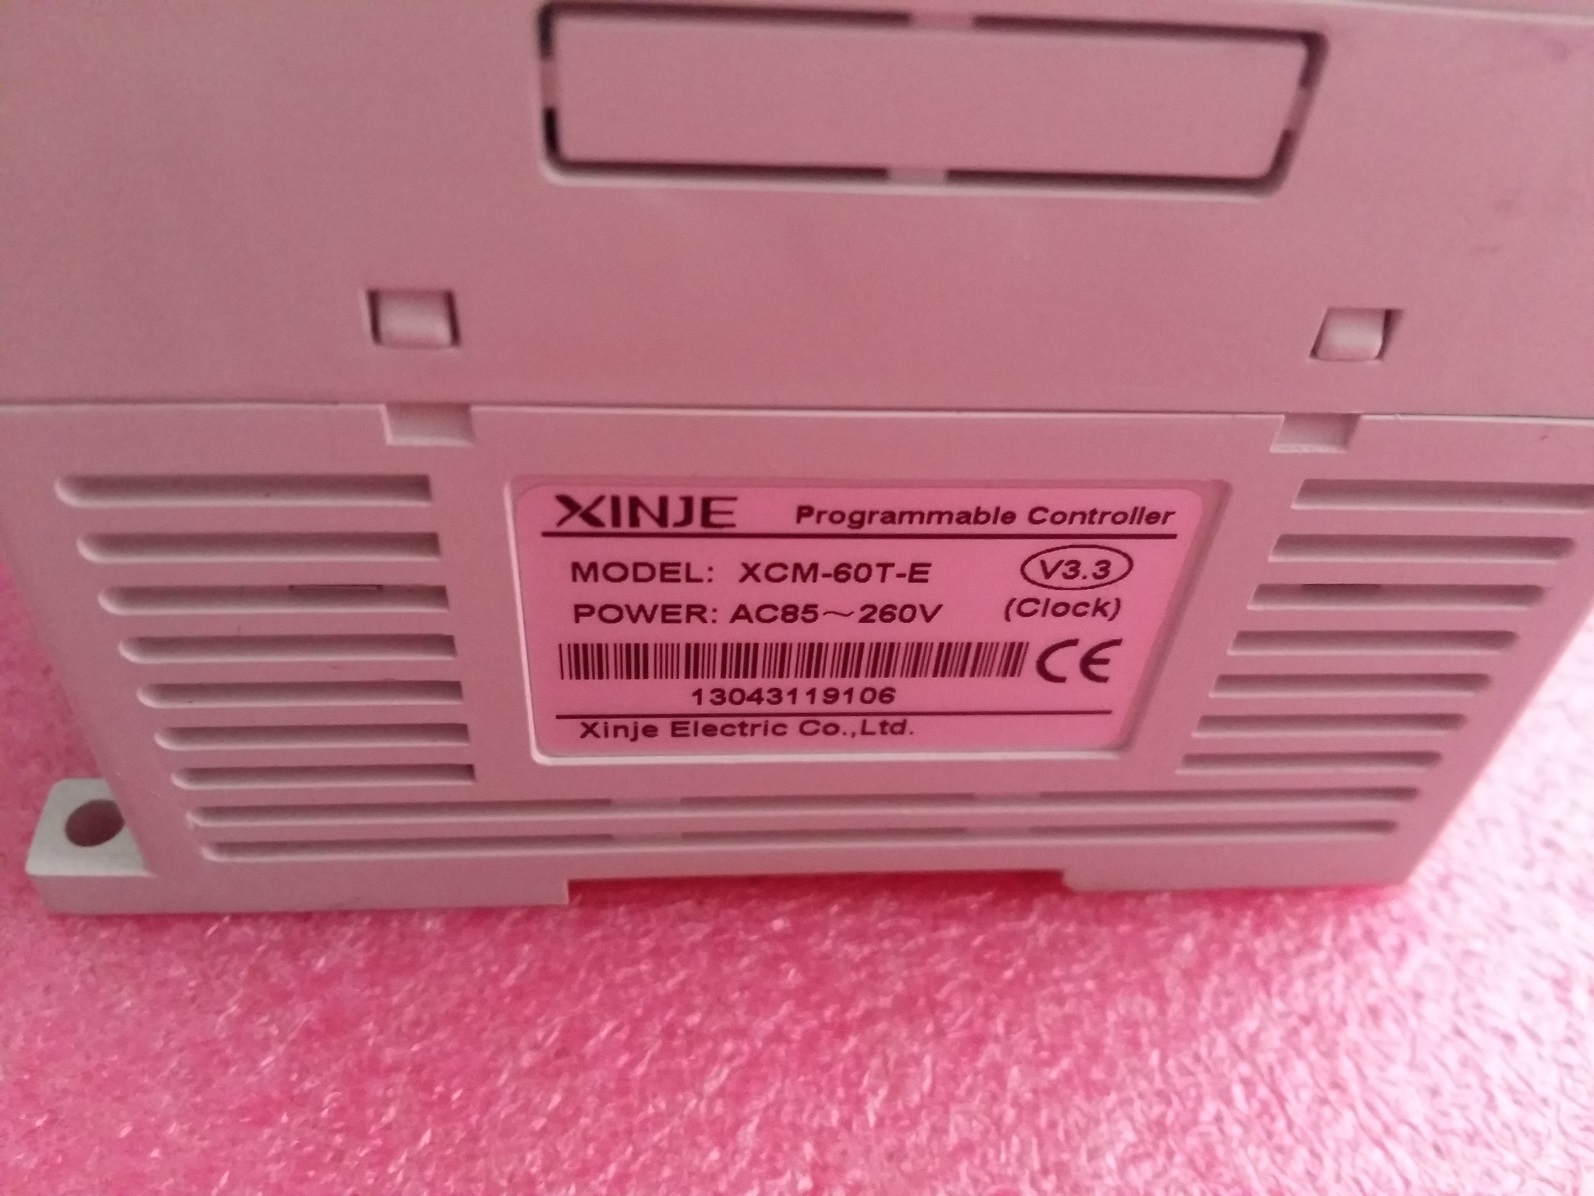 XINJE Programmable Controller
MODEL: XCM-60T-E V3.3
POWER: AC85～260V (Clock)
CE
13043119106
Xinje Electric Co.,Ltd.